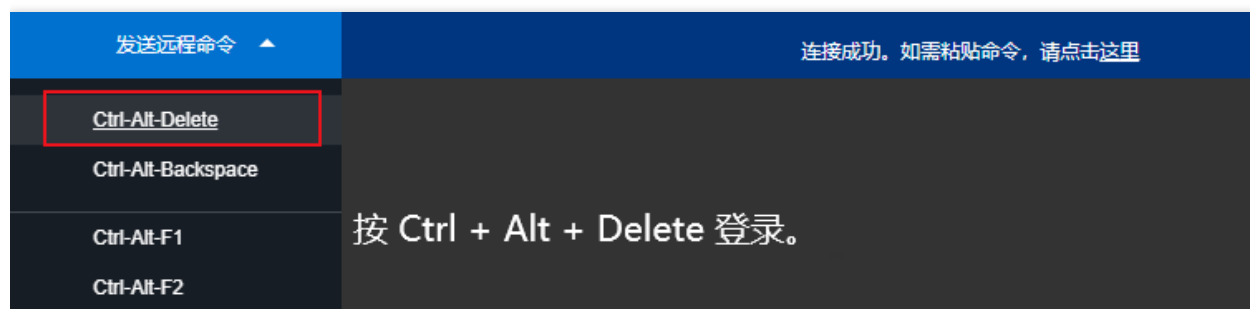 发送远程命令
连接成功。如需粘贴命令，请点击这里
Ctrl-Alt-Delete
Ctrl-Alt-Backspace
Ctrl-Alt-F1
按 Ctrl + Alt + Delete 登录。
Ctrl-Alt-F2